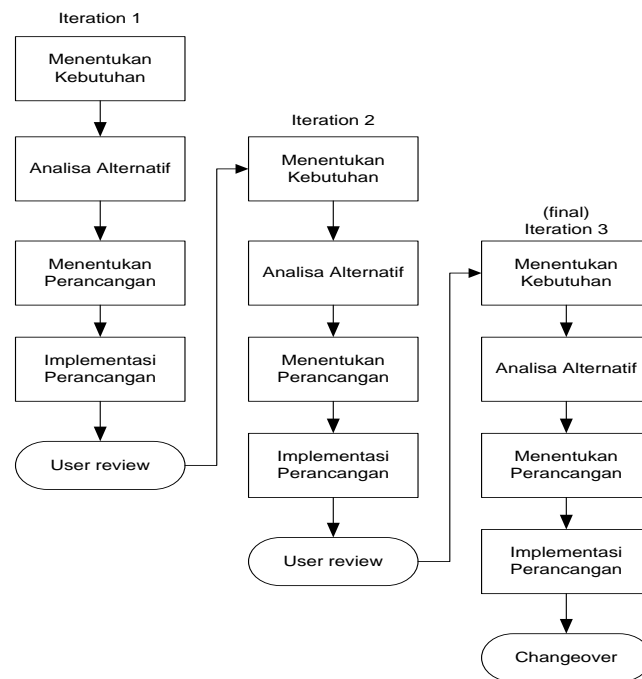 Iteration 1
Menentukan
Kebutuhan
Analisa Alternatif
Menentukan
Perancangan
Implementasi
Perancangan
User review
Iteration 2
Menentukan
Kebutuhan
Analisa Alternatif
Menentukan
Perancangan
Implementasi
Perancangan
User review
(final)
Iteration 3
Menentukan
Kebutuhan
Analisa Alternatif
Menentukan
Perancangan
Implementasi
Perancangan
Changeover